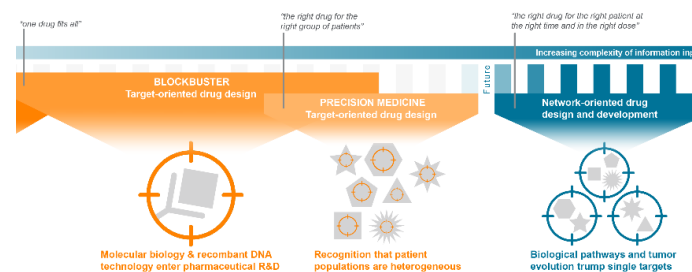 “one drug fits all”
“the right drug for the
right group of patients”
“the right drug for the right patient at
the right time and in the right dose”
Increasing complexity of information
BLOCKBUSTER
Target-oriented drug design
PRECISION MEDICINE
Target-oriented drug design
Future
Network-oriented drug
design and development
Molecular biology & recombant DNA
technology enter pharmaceutical R&D
Recognition that patient
populations are heterogeneous
Biological pathways and tumor
evolution trump single targets